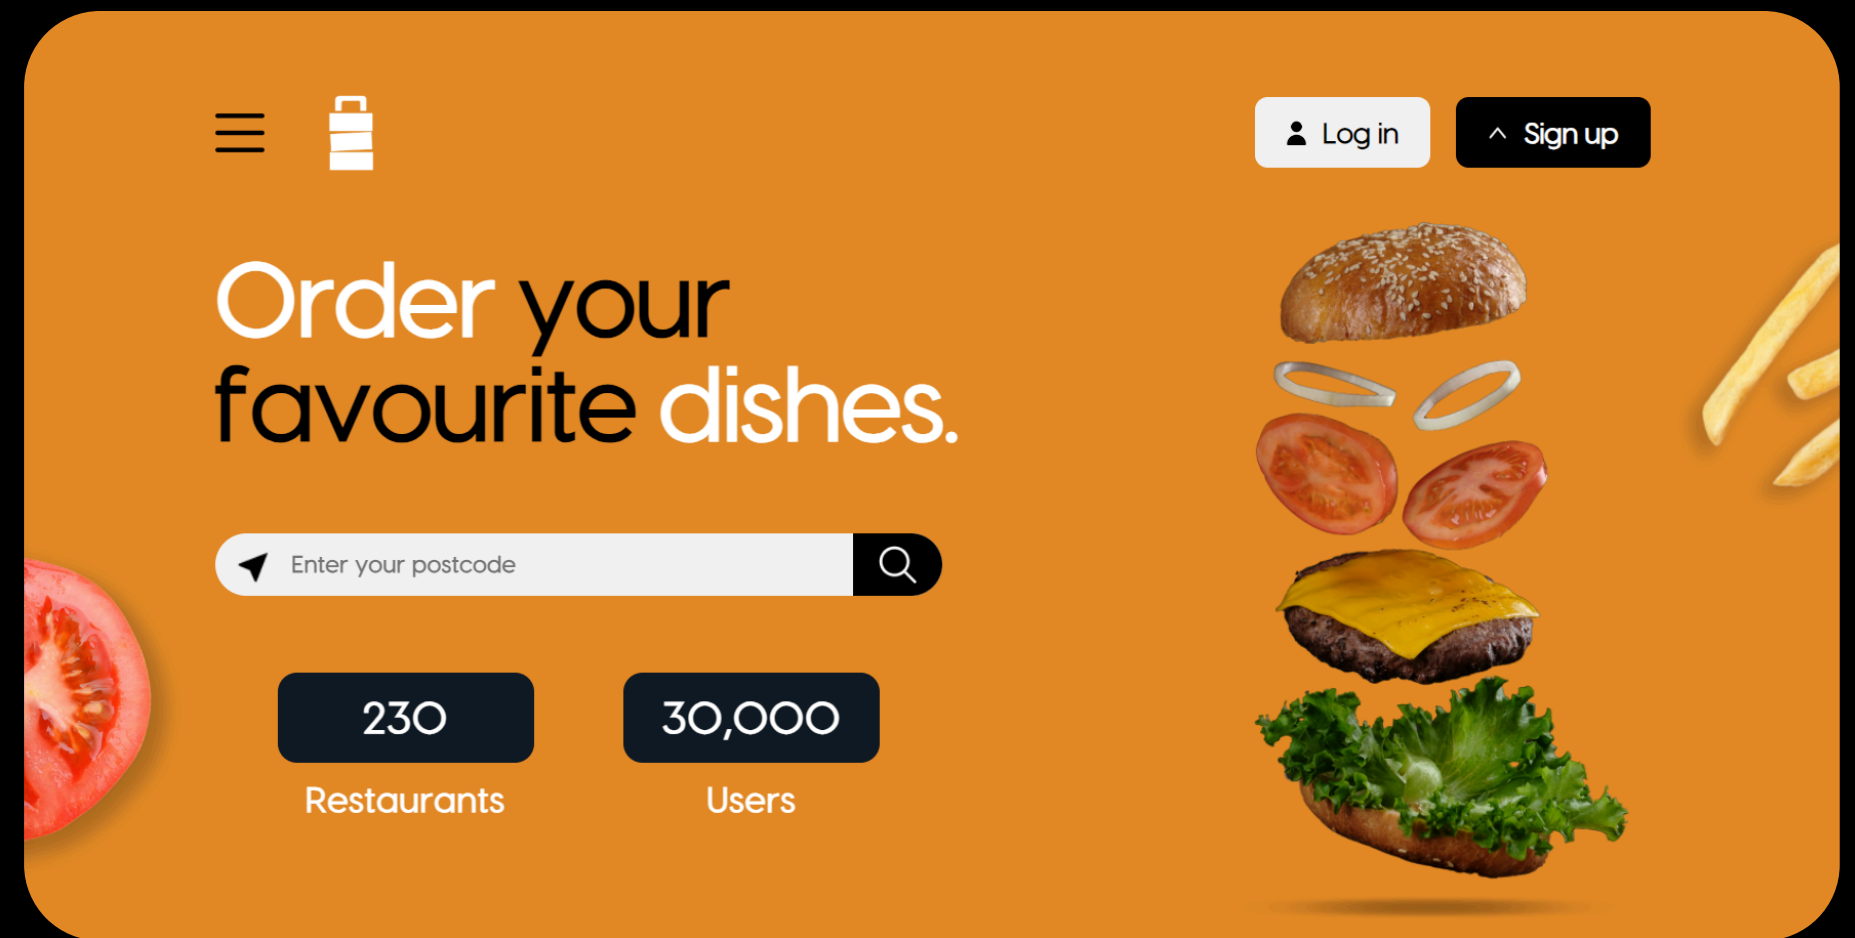 Log in
Sign up
Order your
favourite dishes.
Enter your postcode
230
30,000
Restaurants
Users